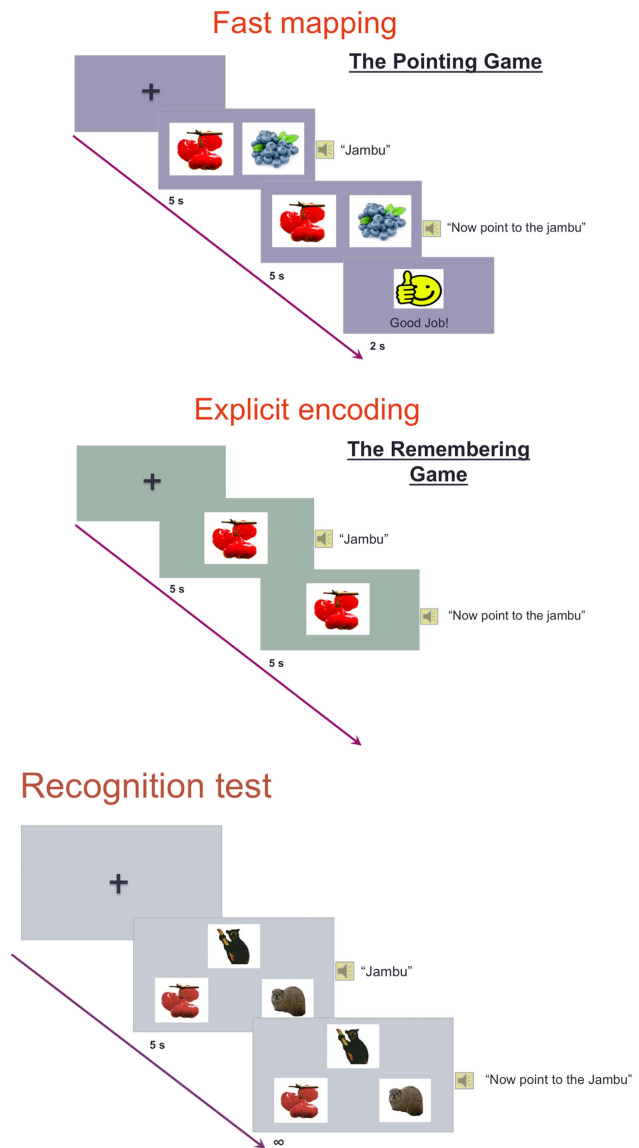 Fast mapping
The Pointing Game
+
“Jambu”
5 s
“Now point to the jambu”
5 s
Good Job!
2 s
Explicit encoding
The Remembering
Game
+
“Jambu”
5 s
“Now point to the jambu”
5 s
Recognition test
+
“Jambu”
5 s
“Now point to the Jambu”
∞